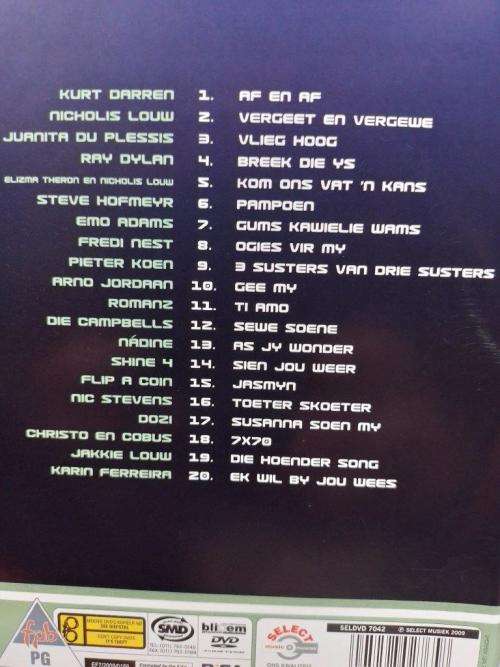 KURT DARREN 1. AF EN AF
NICHOLIS LOUW 2. VERGEET EN VERGEWE
JUANITA DU PLESSIS 3. VLIEG HOOG
RAY DYLAN 4. BREEK DIE YS
ELIZMA THERON EN NICHOLIS LOUW 5. KOM ONS VAT 'N KANS
STEVE HOFMEYR 6. PAMPOEN
EMO ADAMS 7. GUMS KAWIELIE WAMS
FREDI NEST 8. OGIES VIR MY
PIETER KOEN 9. 3 SUSTERS VAN DRIE SUSTERS
ARNO JORDAAN 10. GEE MY
ROMANZ 11. TI AMO
DIE CAMPBELLS 12. SEWE SOENE
NÁDINE 13. AS JY WONDER
SHINE 4 14. SIEN JOU WEER
FLIP A COIN 15. JASMYN
NIC STEVENS 16. TOETER SKOETER
DOZI 17. SUSANNA SOEN MY
CHRISTO EN COBUS 18. 7X70
JAKKIE LOUW 19. DIE HOENDER SONG
KARIN FERREIRA 20. EK WIL BY JOU WEES
SELDVD 7042
© SELECT MUSIEK 2009
fpb
PG
SMD
DVD
SELECT